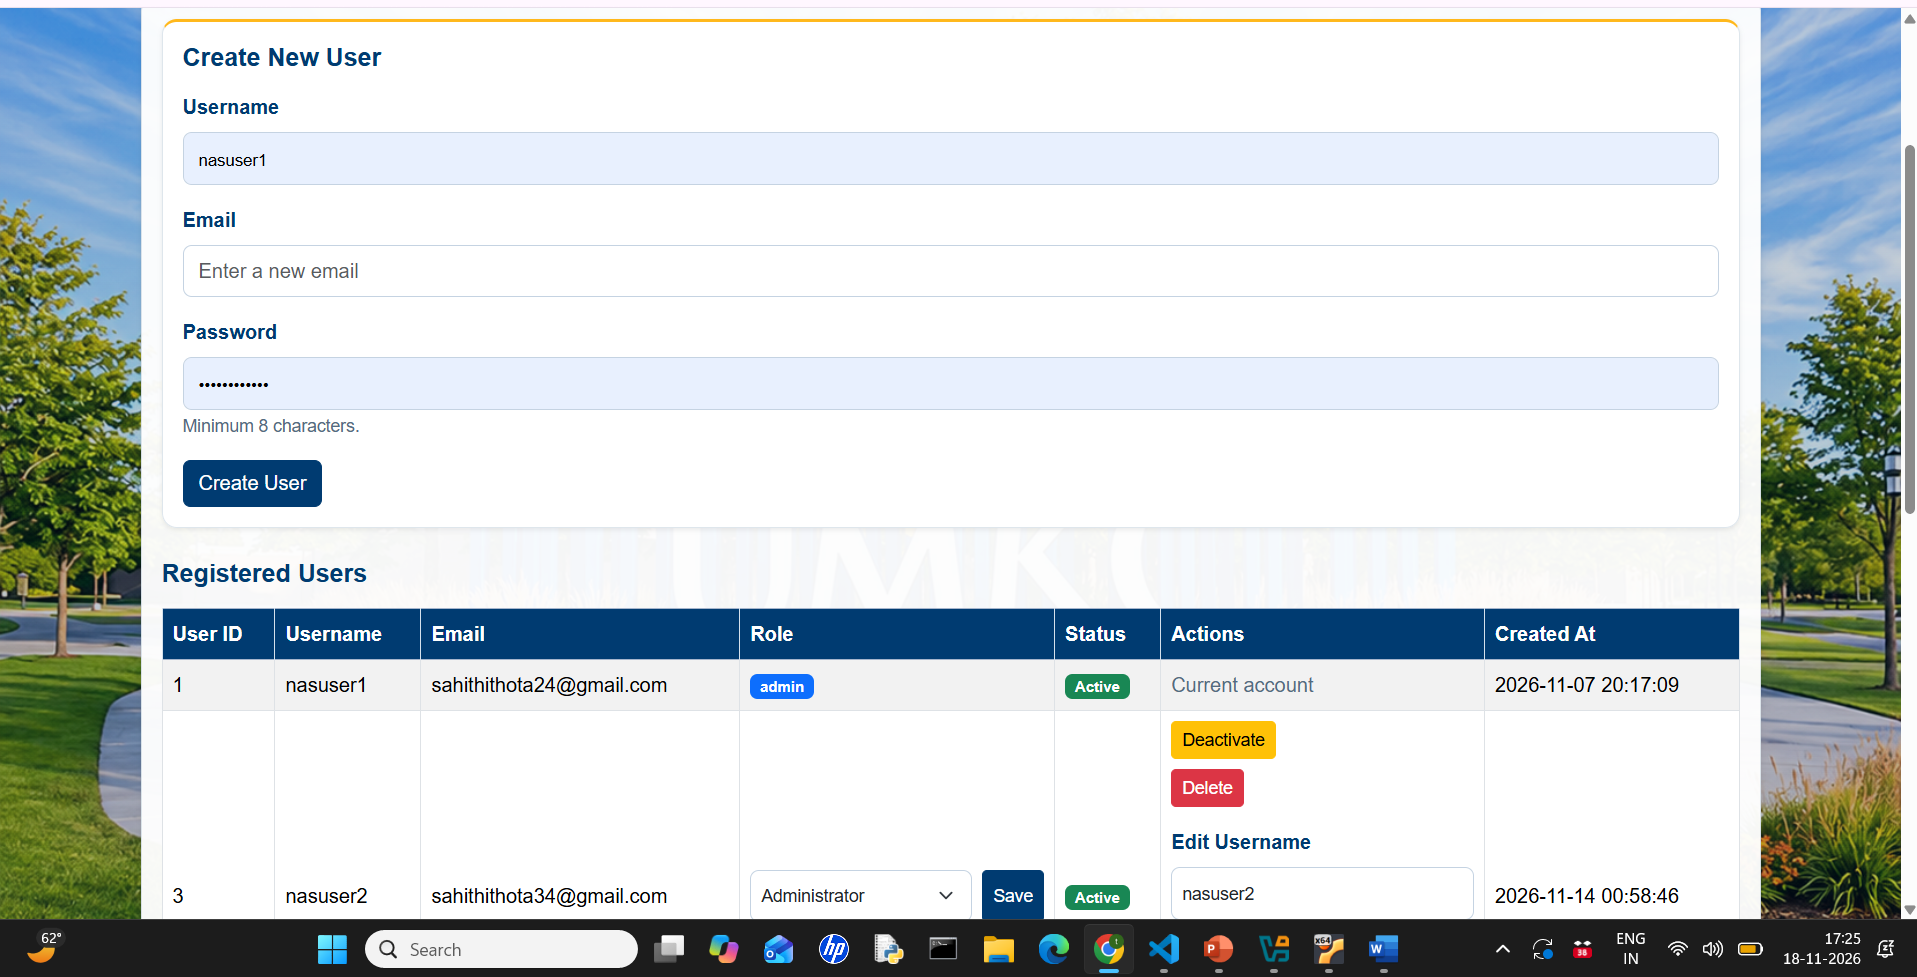 Create New User
Username
nasuser1
Email
Enter a new email
Password
••••••••••••
Minimum 8 characters.
Create User
UMKC
Registered Users
User ID Username Email Role Status Actions Created At
1 nasuser1 sahithithota24@gmail.com admin Active Current account 2026-11-07 20:17:09
Deactivate
Delete
Edit Username
3 nasuser2 sahithithota34@gmail.com Administrator Save Active nasuser2 2026-11-14 00:58:46
62° Search ENG 17:25
IN 18-11-2026